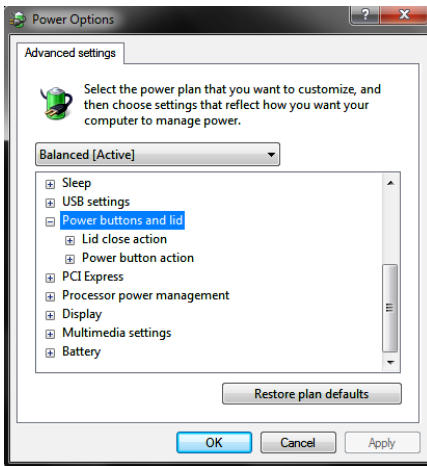 Power Options
Advanced settings
Select the power plan that you want to customize, and
then choose settings that reflect how you want your
computer to manage power.
Balanced [Active]
Sleep
USB settings
Power buttons and lid
Lid close action
Power button action
PCI Express
Processor power management
Display
Multimedia settings
Battery
Restore plan defaults
OK Cancel Apply